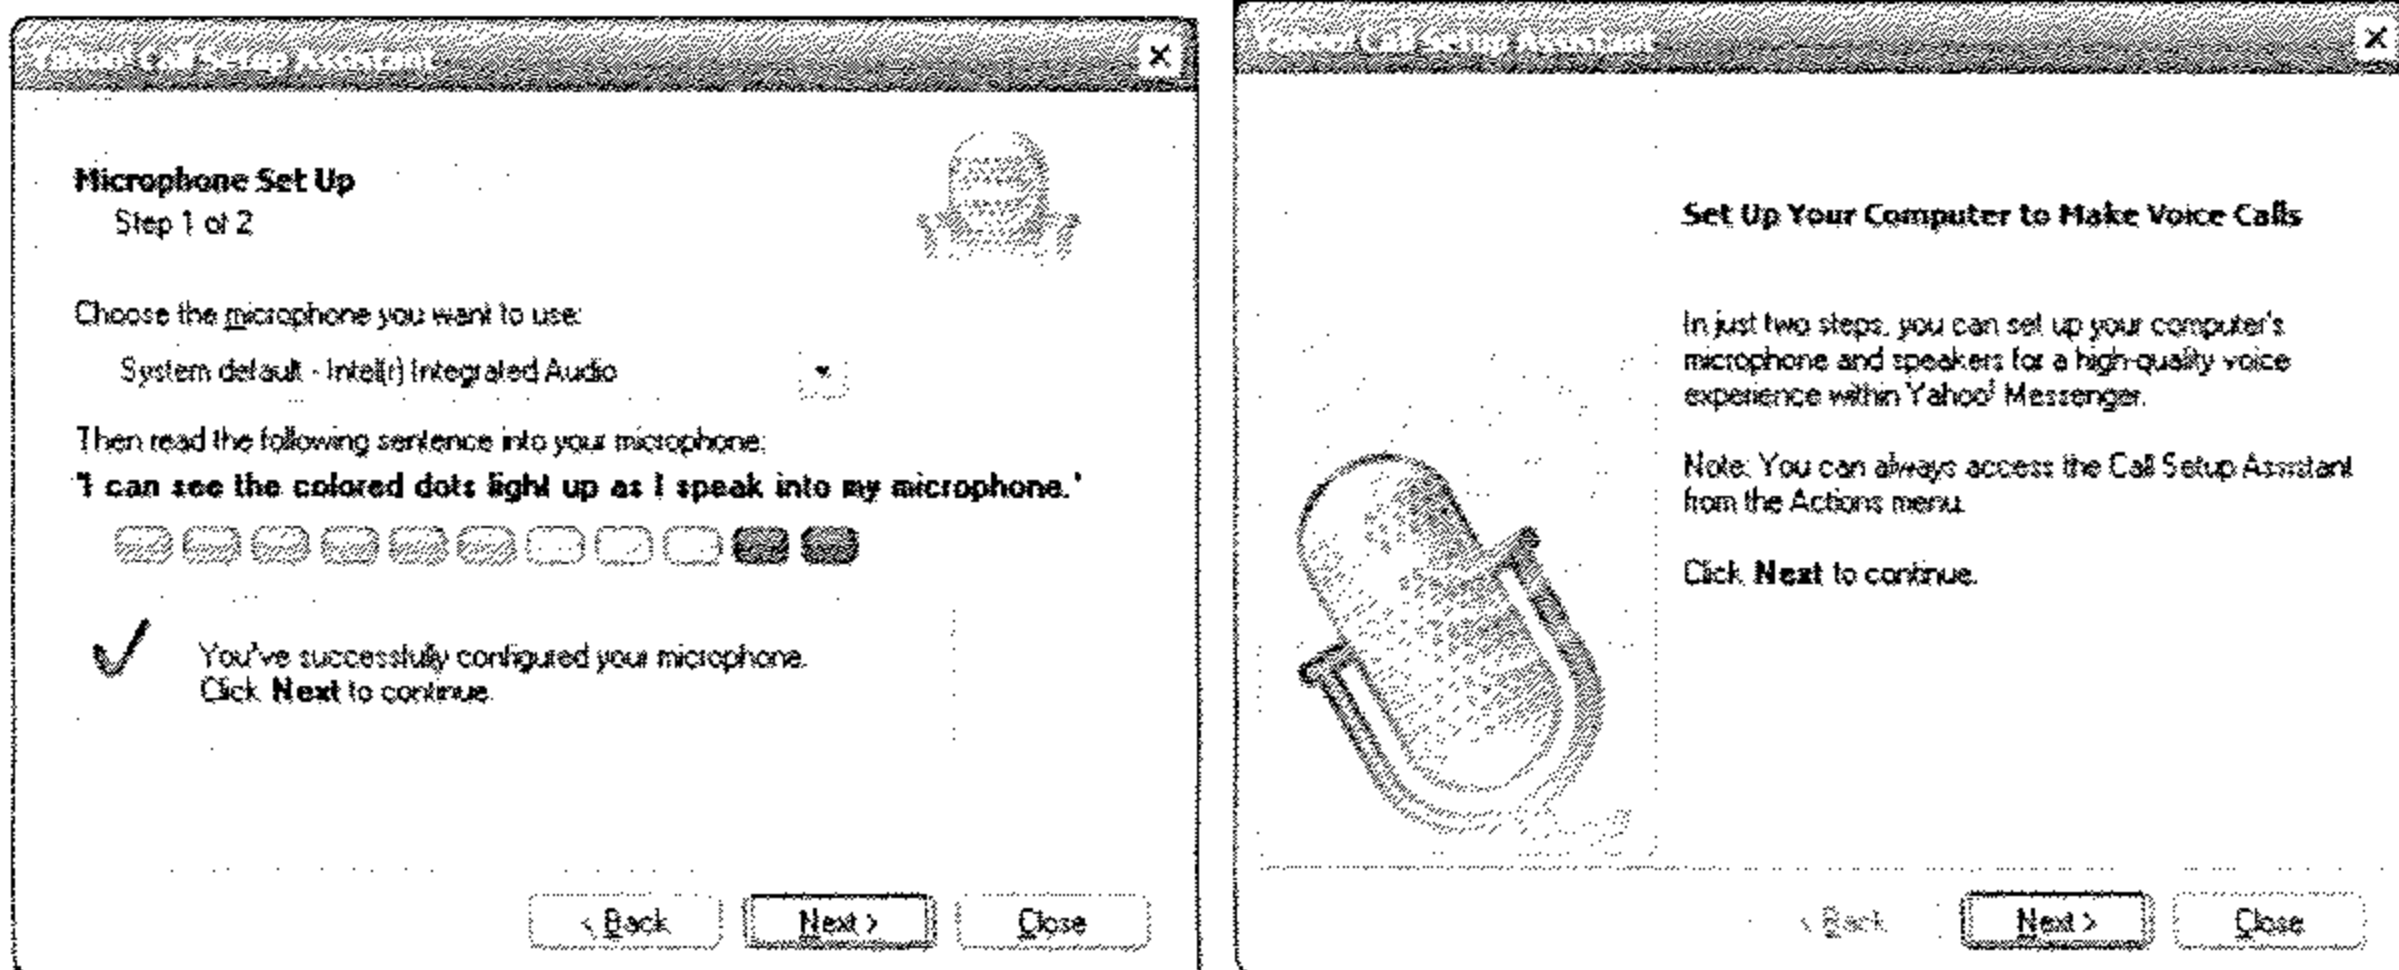 Yahoo! Call Setup Assistant
Microphone Set Up
Step 1 of 2
Choose the microphone you want to use:
System default - Intel(r) Integrated Audio
Then read the following sentence into your microphone:
"I can see the colored dots light up as I speak into my microphone."
You've successfully configured your microphone.
Click Next to continue.
< Back Next > Close
Yahoo! Call Setup Assistant
Set Up Your Computer to Make Voice Calls
In just two steps, you can set up your computer's
microphone and speakers for a high-quality voice
experience within Yahoo! Messenger.
Note: You can always access the Call Setup Assistant
from the Actions menu.
Click Next to continue.
< Back Next > Close